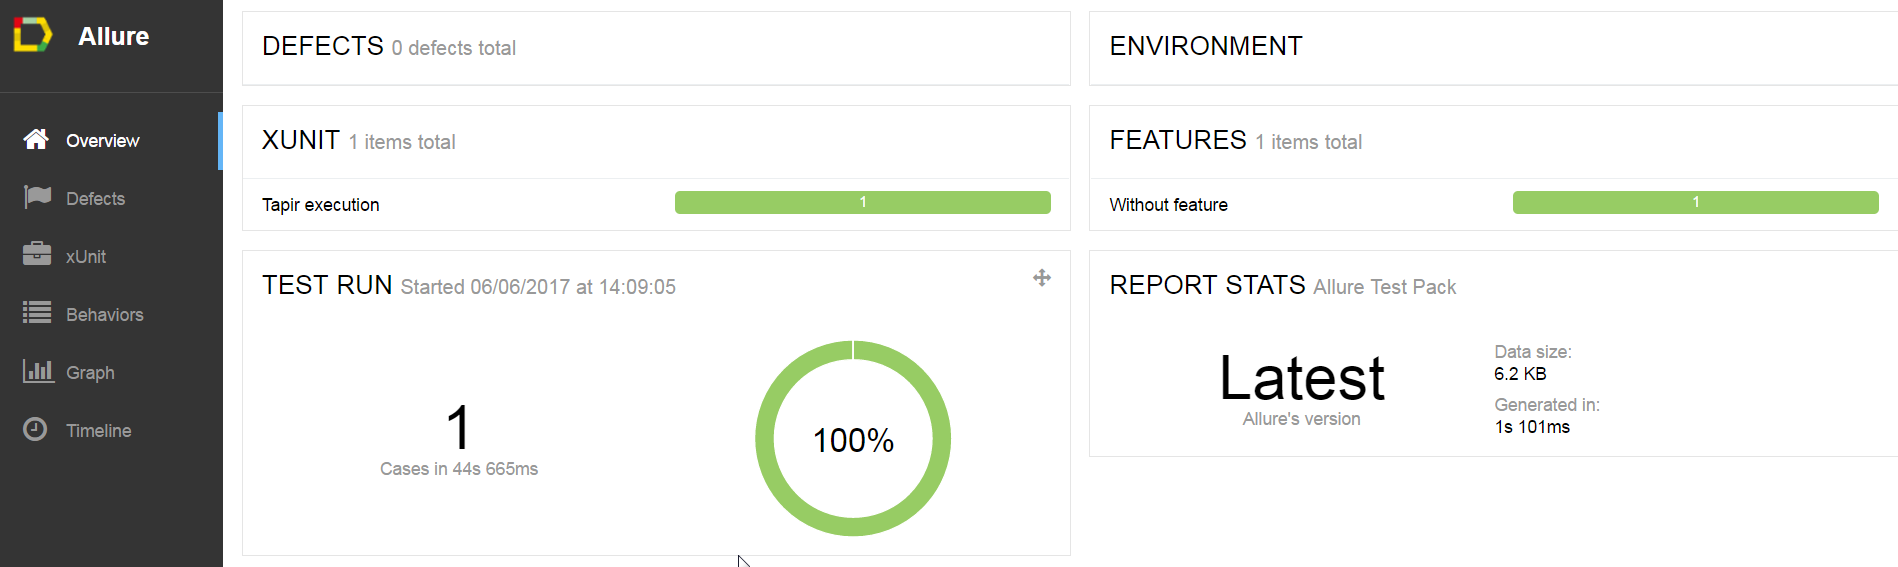 Allure
Overview
Defects
xUnit
Behaviors
Graph
Timeline
DEFECTS 0 defects total
ENVIRONMENT
XUNIT 1 items total
Tapir execution 1
FEATURES 1 items total
Without feature 1
TEST RUN Started 06/06/2017 at 14:09:05
1
Cases in 44s 665ms
100%
REPORT STATS Allure Test Pack
Latest
Allure's version
Data size:
6.2 KB
Generated in:
1s 101ms